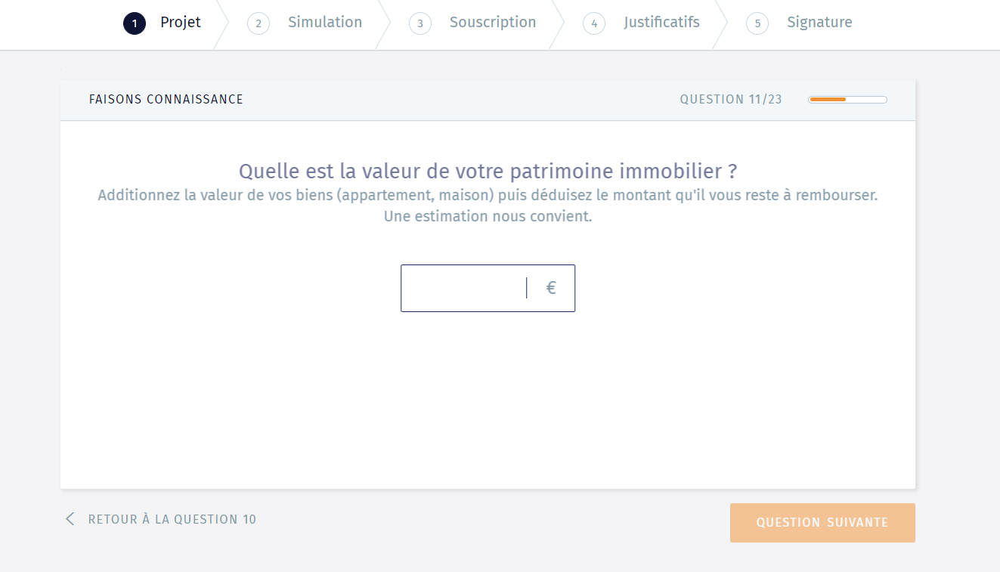 1 Projet 2 Simulation 3 Souscription 4 Justificatifs 5 Signature
FAISONS CONNAISSANCE QUESTION 11/23
Quelle est la valeur de votre patrimoine immobilier ?
Additionnez la valeur de vos biens (appartement, maison) puis déduisez le montant qu'il vous reste à rembourser.
Une estimation nous convient.
€
RETOUR À LA QUESTION 10 QUESTION SUIVANTE